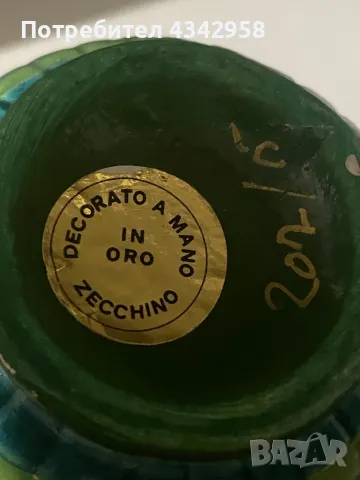 Потребител 4342958
DECORATO A MANO
IN
ORO
ZECCHINO
BAZAR